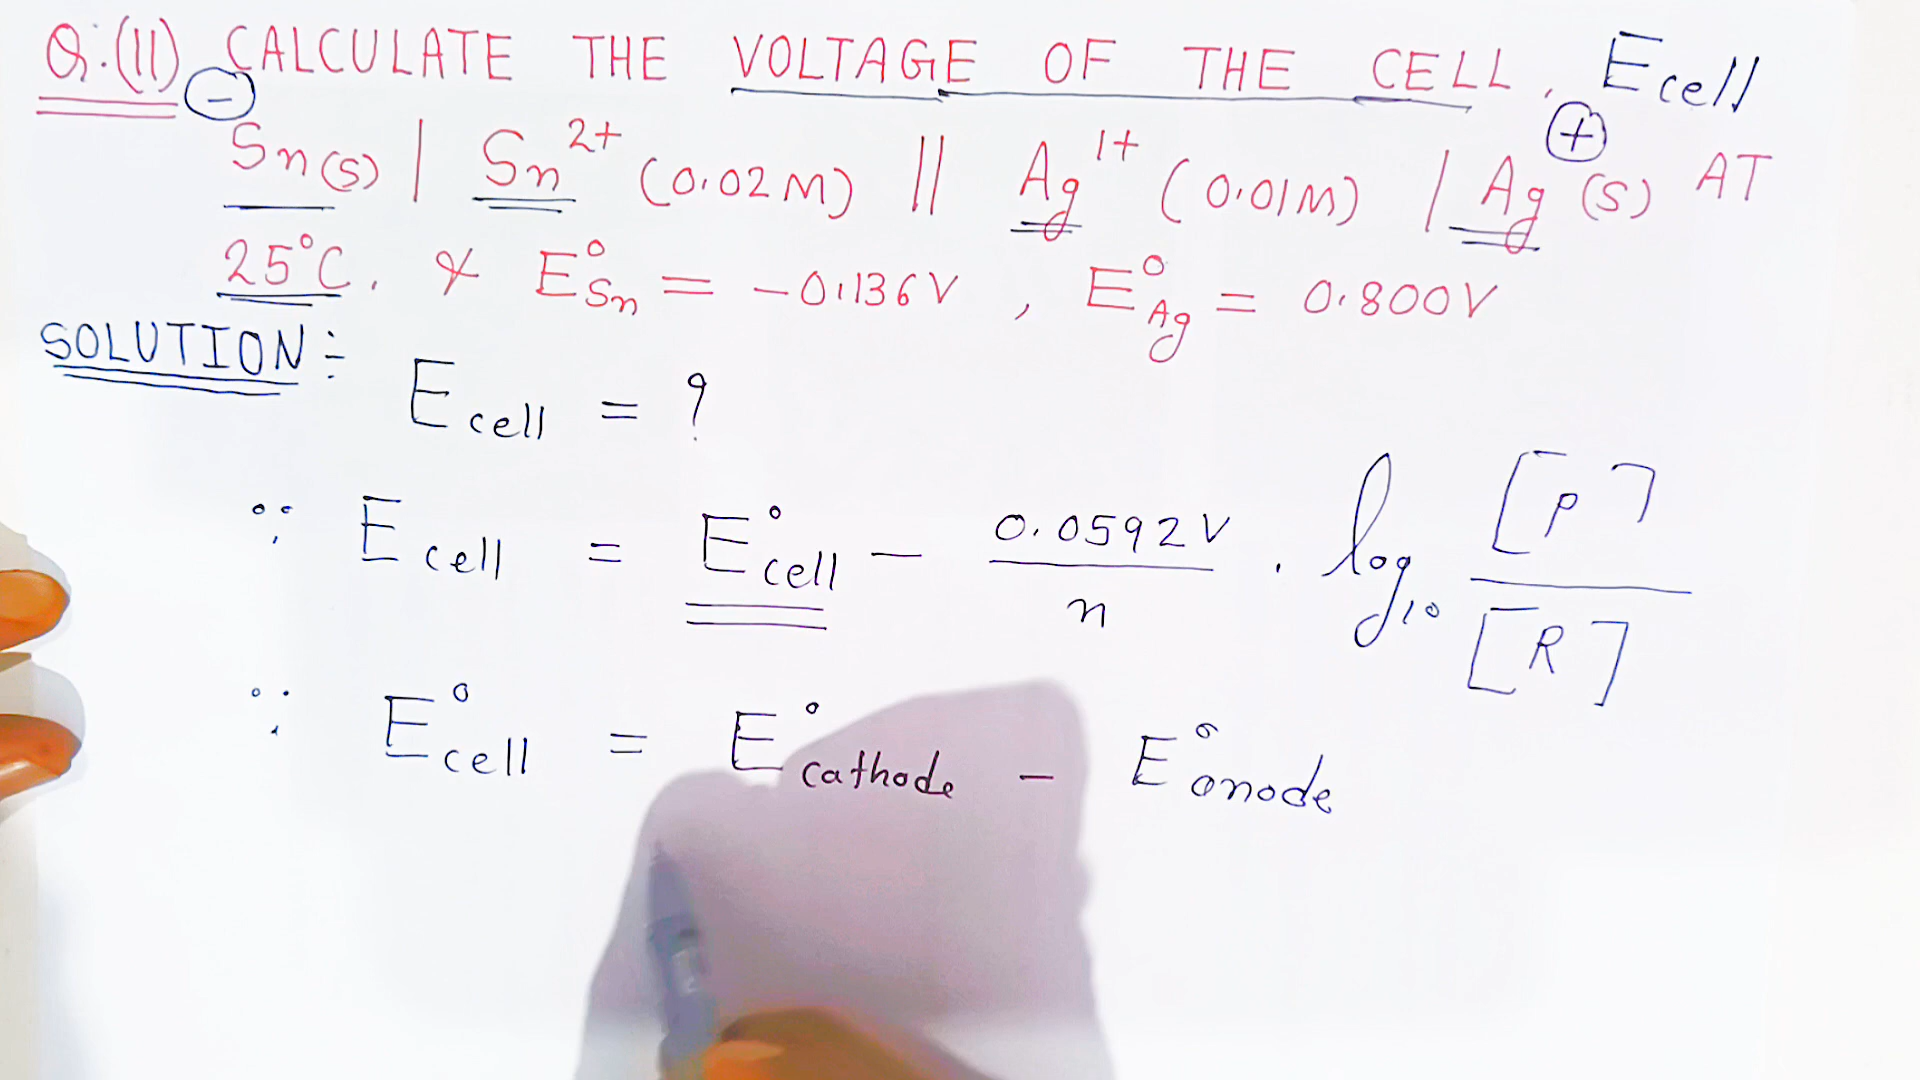 Q.(11) CALCULATE THE VOLTAGE OF THE CELL, Ecell
⊖ ⊕
Sn(s) | Sn²⁺ (0.02M) || Ag¹⁺ (0.01M) | Ag(s) AT
25°C. & E°Sn = -0.136V, E°Ag = 0.800V
SOLUTION:-
Ecell = ?
∵ Ecell = E°cell - 0.0592V / n . log₁₀ [P] / [R]
∵ E°cell = E°cathode - E°anode